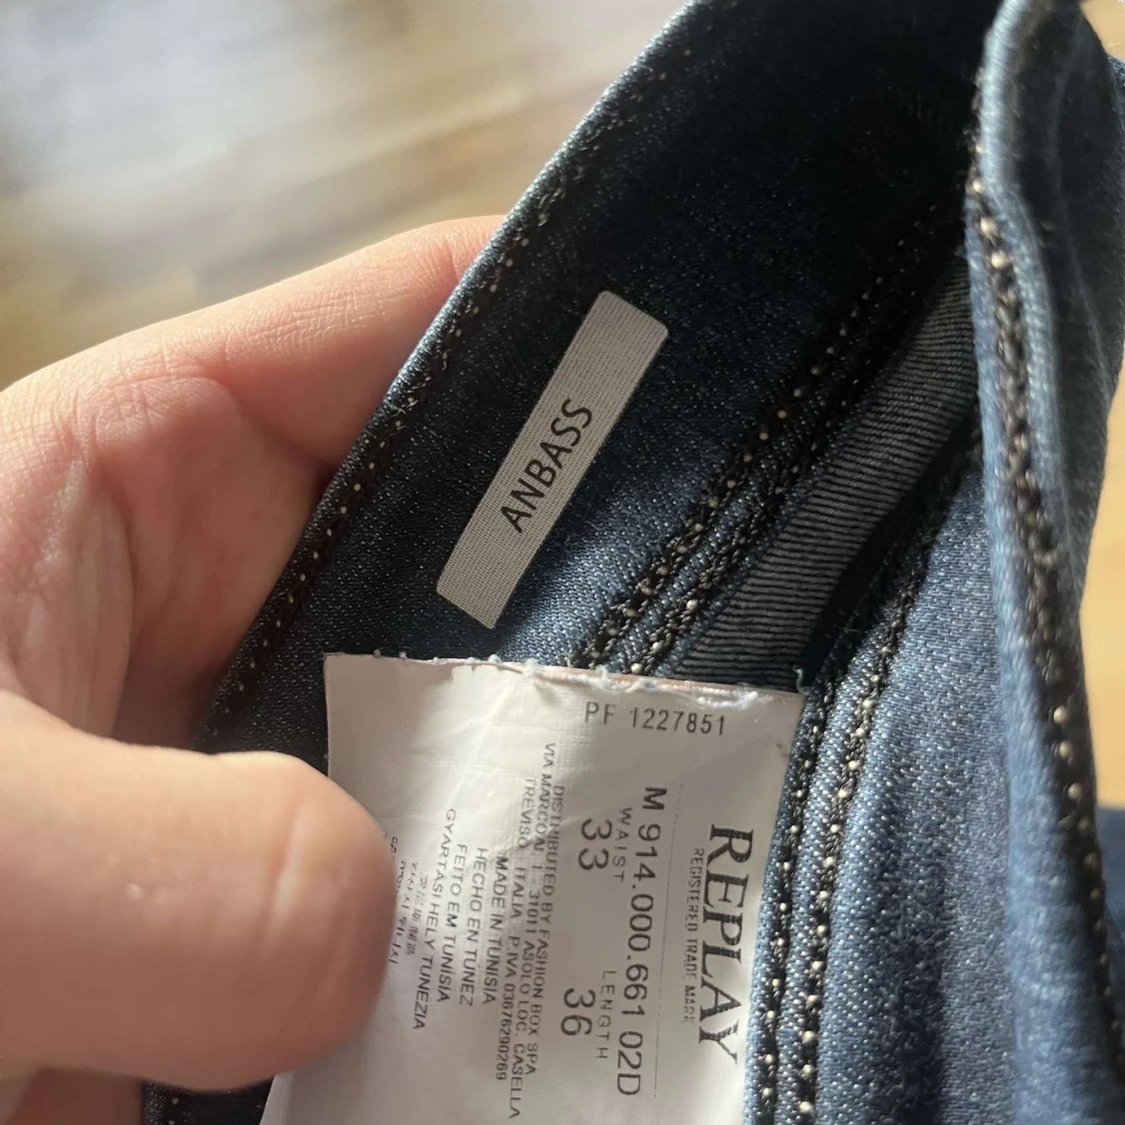 ANBASS
PF 1227851
REPLAY
REGISTERED TRADE MARK
M 914.000.661 02D
WAIST LENGTH
33 36
DISTRIBUTED BY FASHION BOX SPA
VIA MARCOAI, 1 - 31011 ASOLO LOC. CASELLA
TREVISO - ITALIA P.IVA 03676290269
MADE IN TUNISIA
HECHO EN TUNEZ
FEITO EM TUNISIA
GYARTASI HELY TUNEZIA